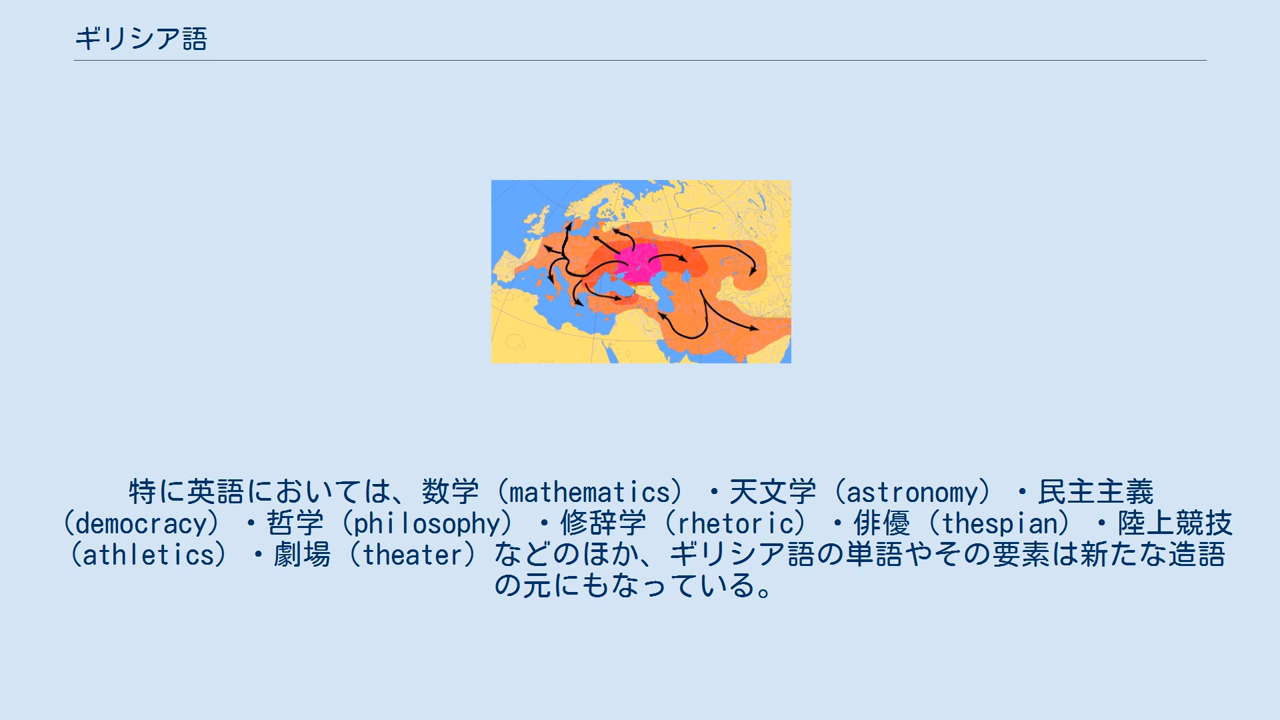 ギリシア語
特に英語においては、数学（mathematics）・天文学（astronomy）・民主主義
（democracy）・哲学（philosophy）・修辞学（rhetoric）・俳優（thespian）・陸上競技
（athletics）・劇場（theater）などのほか、ギリシア語の単語やその要素は新たな造語
の元にもなっている。